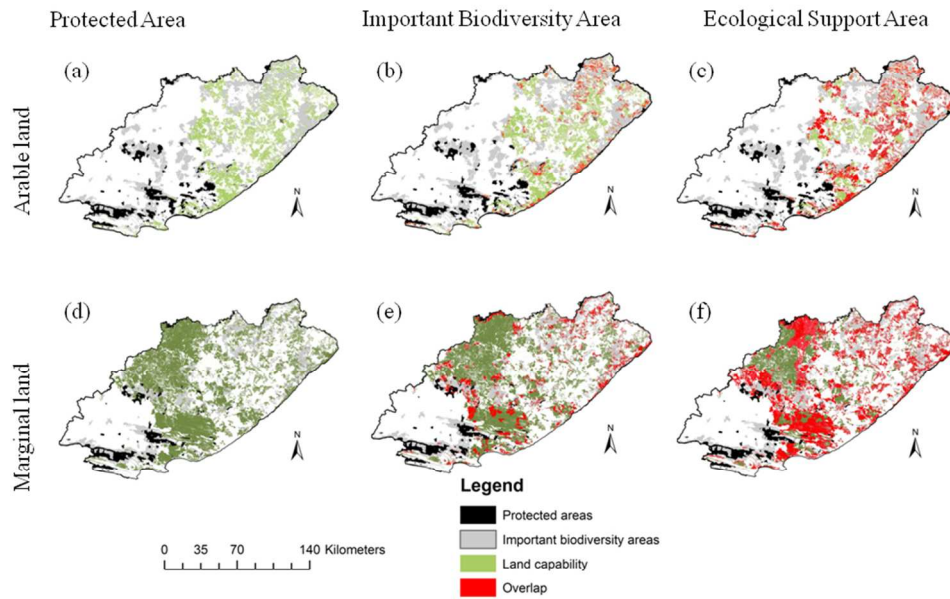 Protected Area
Important Biodiversity Area
Ecological Support Area
Arable land
(a)
(b)
(c)
N
N
N
Marginal land
(d)
(e)
(f)
N
N
N
Legend
Protected areas
Important biodiversity areas
Land capability
Overlap
0 35 70 140 Kilometers